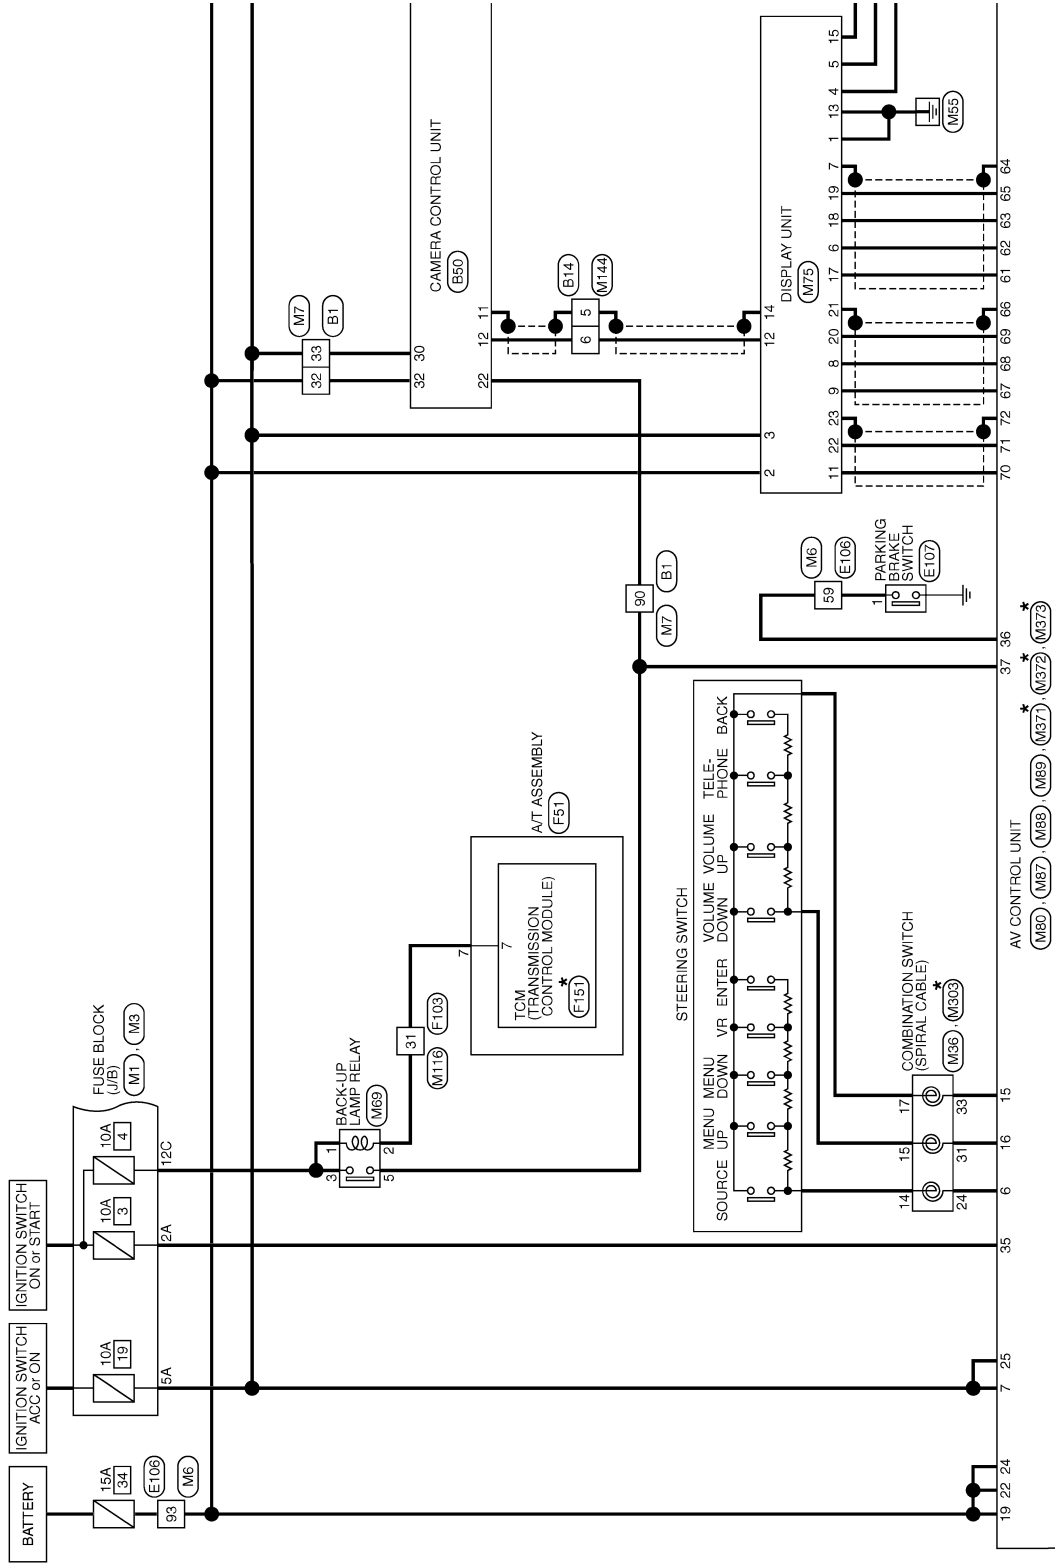 BATTERY
15A
34
E106
93
M6
IGNITION SWITCH
ACC or ON
10A
19
5A
IGNITION SWITCH
ON or START
10A
3
2A
10A
4
12C
FUSE BLOCK
(J/B)
M1 , M3
BACK-UP
LAMP RELAY
M69
1
2
3
5
M116
31
F103
A/T ASSEMBLY
F51
7
7
TCM
(TRANSMISSION
CONTROL MODULE)
*
F151
M7
33
32
B1
CAMERA CONTROL UNIT
B50
30
32
11
12
22
B14
M144
5
6
14
12
3
2
DISPLAY UNIT
M75
15
5
4
13
1
M55
7
19
18
6
17
21
20
8
9
23
22
11
64
65
63
62
61
66
69
68
67
72
71
70
90
B1
M7
M6
E106
59
PARKING
BRAKE
SWITCH
E107
1
36
37
STEERING SWITCH
SOURCE
MENU
UP
MENU
DOWN
VR
ENTER
VOLUME
DOWN
VOLUME
UP
TELE-
PHONE
BACK
COMBINATION SWITCH
(SPIRAL CABLE)
M36 , M303 *
14
15
17
24
31
33
19
22
24
7
25
35
6
16
15
AV CONTROL UNIT
M80 , M87 , M88 , M89 , M371 * , M372 * , M373 *